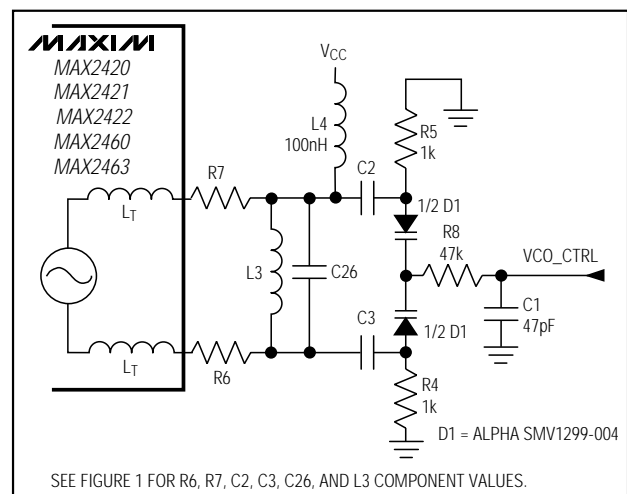 MAXIM
MAX2420
MAX2421
MAX2422
MAX2460
MAX2463
VCC
L4
100nH
R5
1k
R7
C2
LT
1/2 D1
R8
47k
VCO_CTRL
L3
C26
C1
47pF
C3
1/2 D1
LT
R6
R4
1k
D1 = ALPHA SMV1299-004
SEE FIGURE 1 FOR R6, R7, C2, C3, C26, AND L3 COMPONENT VALUES.